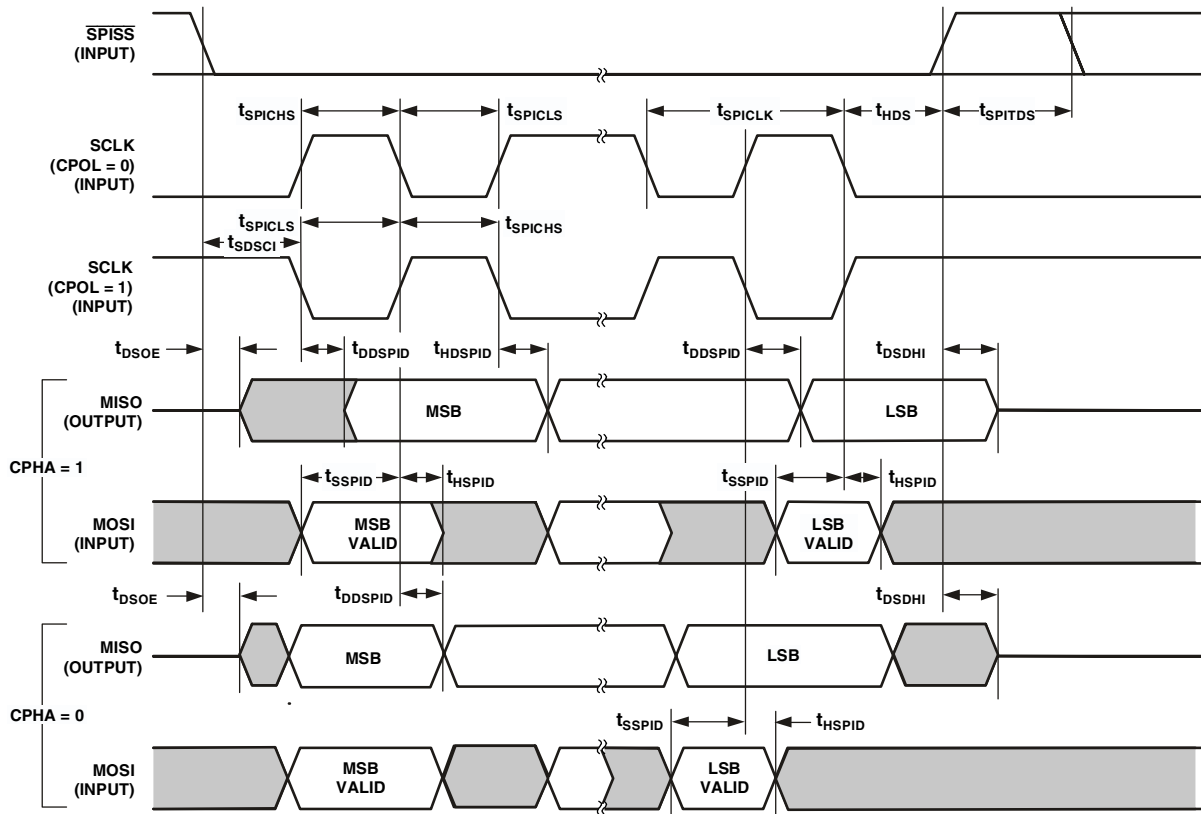 SPISS
(INPUT)
tSPICHS
tSPICLS
tSPICLK
tHDS
tSPITDS
SCLK
(CPOL = 0)
(INPUT)
tSPICLS
tSPICHS
tSDSCI
SCLK
(CPOL = 1)
(INPUT)
tDSOE
tDDSPID
tHDSPID
tDDSPID
tDSDHI
MISO
(OUTPUT)
MSB
LSB
CPHA = 1
tSSPID
tHSPID
tSSPID
tHSPID
MOSI
(INPUT)
MSB
VALID
LSB
VALID
tDSOE
tDDSPID
tDSDHI
MISO
(OUTPUT)
MSB
LSB
CPHA = 0
tSSPID
tHSPID
MOSI
(INPUT)
MSB
VALID
LSB
VALID